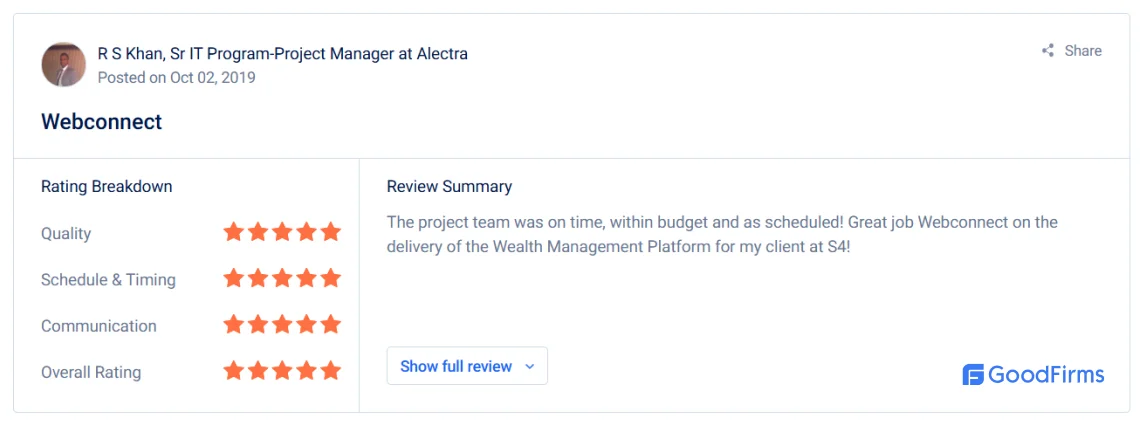 R S Khan, Sr IT Program-Project Manager at Alectra
Share
Posted on Oct 02, 2019
Webconnect
Rating Breakdown
Quality
Schedule & Timing
Communication
Overall Rating
Review Summary
The project team was on time, within budget and as scheduled! Great job Webconnect on the
delivery of the Wealth Management Platform for my client at S4!
Show full review
GoodFirms